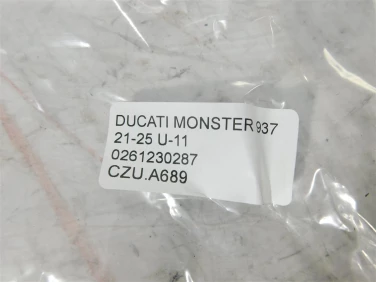 DUCATI MONSTER 937
21-25 U-11
0261230287
CZU.A689